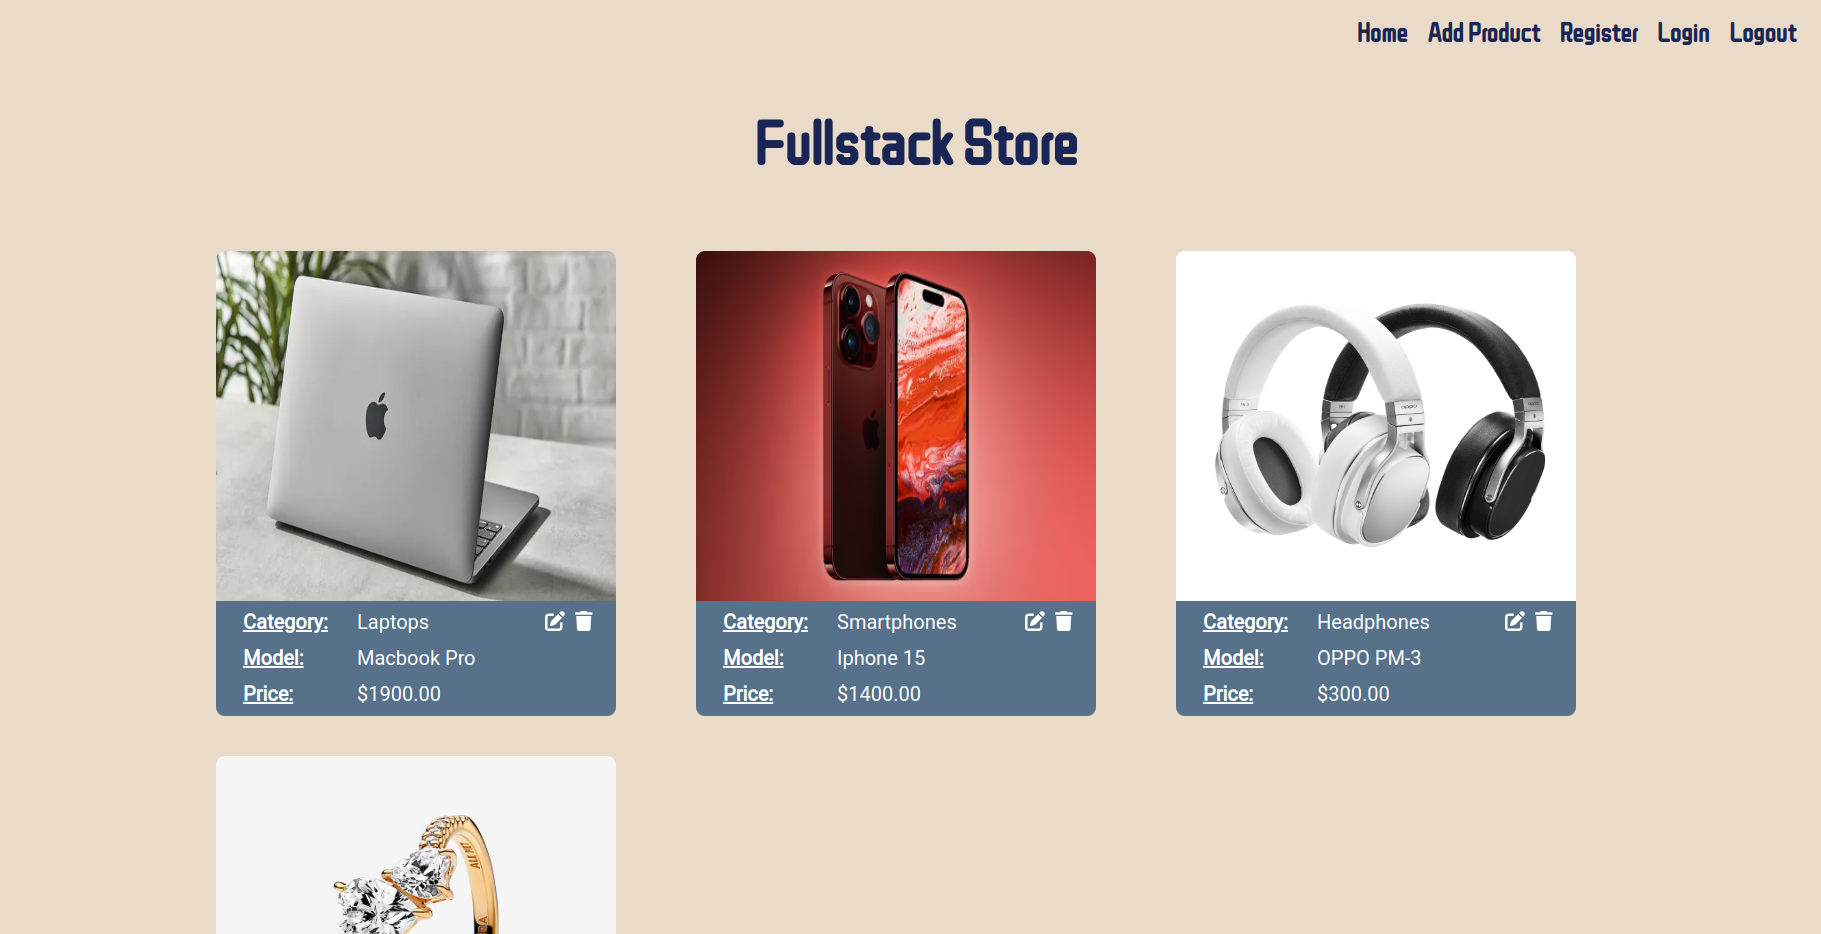 Home Add Product Register Login Logout
Fullstack Store
Category: Laptops
Model: Macbook Pro
Price: $1900.00
Category: Smartphones
Model: Iphone 15
Price: $1400.00
Category: Headphones
Model: OPPO PM-3
Price: $300.00